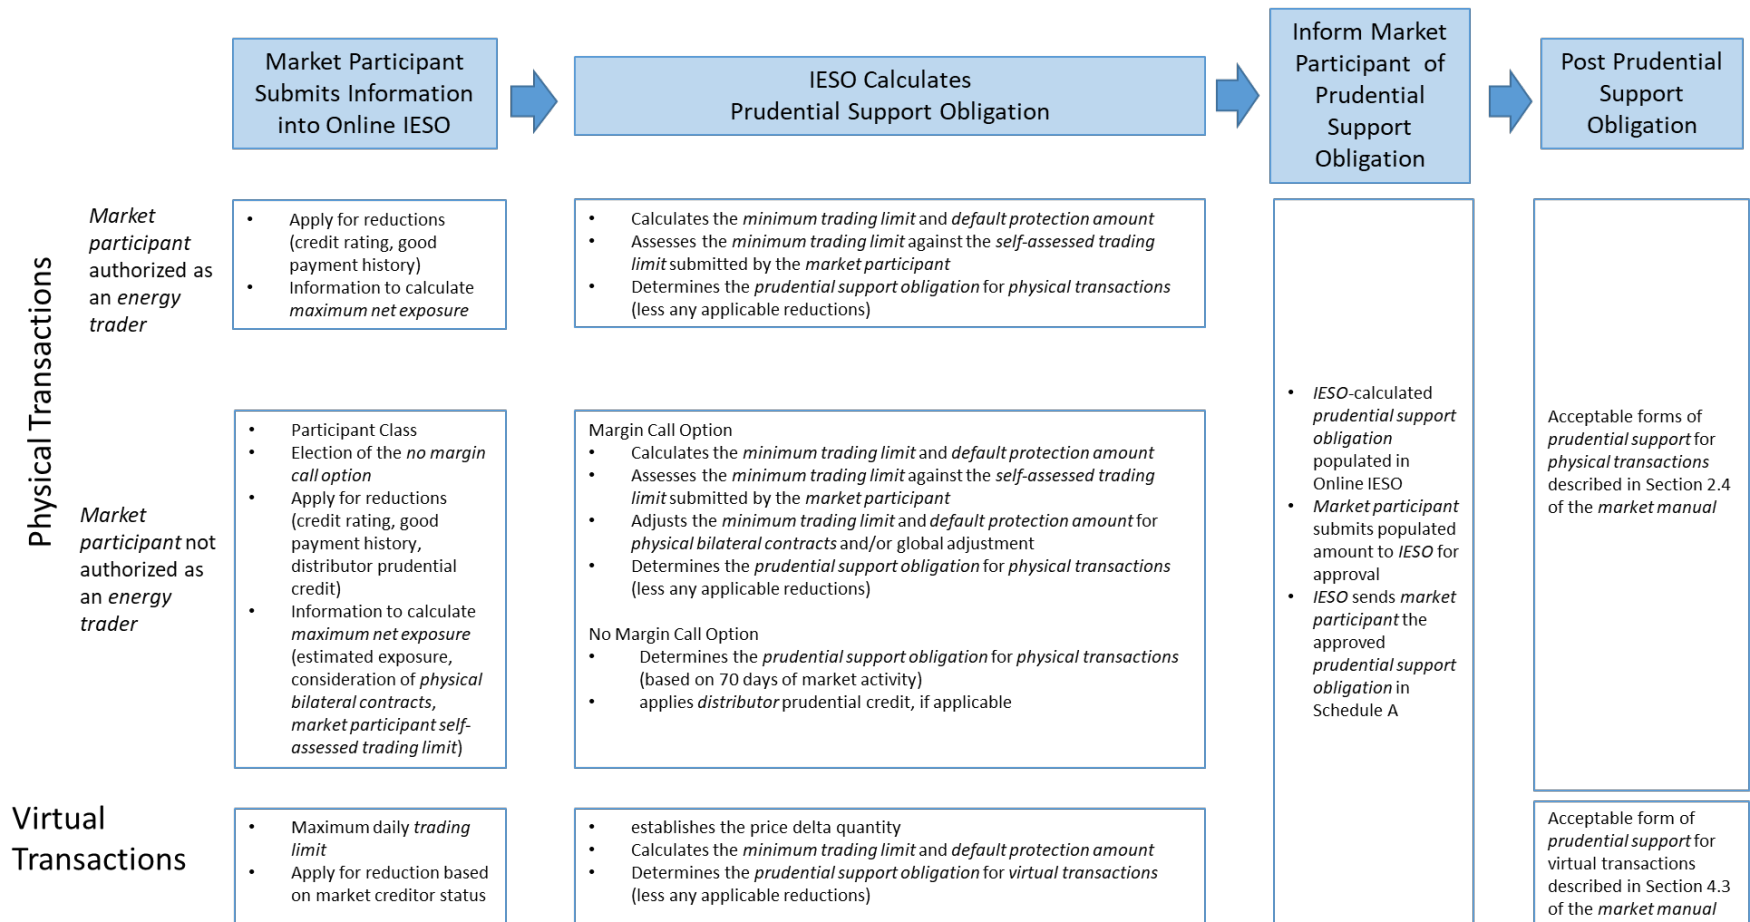 Market Participant
Submits Information
into Online IESO
IESO Calculates
Prudential Support Obligation
Inform Market
Participant of
Prudential
Support
Obligation
Post Prudential
Support
Obligation
Physical Transactions
Market
participant
authorized as
an energy
trader
• Apply for reductions
(credit rating, good
payment history)
• Information to calculate
maximum net exposure
• Calculates the minimum trading limit and default protection amount
• Assesses the minimum trading limit against the self-assessed trading
limit submitted by the market participant
• Determines the prudential support obligation for physical transactions
(less any applicable reductions)
Market
participant not
authorized as
an energy
trader
• Participant Class
• Election of the no margin
call option
• Apply for reductions
(credit rating, good
payment history,
distributor prudential
credit)
• Information to calculate
maximum net exposure
(estimated exposure,
consideration of physical
bilateral contracts,
market participant self-
assessed trading limit)
Margin Call Option
• Calculates the minimum trading limit and default protection amount
• Assesses the minimum trading limit against the self-assessed trading
limit submitted by the market participant
• Adjusts the minimum trading limit and default protection amount for
physical bilateral contracts and/or global adjustment
• Determines the prudential support obligation for physical transactions
(less any applicable reductions)
No Margin Call Option
• Determines the prudential support obligation for physical transactions
(based on 70 days of market activity)
• applies distributor prudential credit, if applicable
• IESO-calculated
prudential support
obligation
populated in
Online IESO
• Market participant
submits populated
amount to IESO for
approval
• IESO sends market
participant the
approved
prudential support
obligation in
Schedule A
Acceptable forms of
prudential support for
physical transactions
described in Section 2.4
of the market manual
Virtual
Transactions
• Maximum daily trading
limit
• Apply for reduction based
on market creditor status
• establishes the price delta quantity
• Calculates the minimum trading limit and default protection amount
• Determines the prudential support obligation for virtual transactions
(less any applicable reductions)
Acceptable form of
prudential support for
virtual transactions
described in Section 4.3
of the market manual